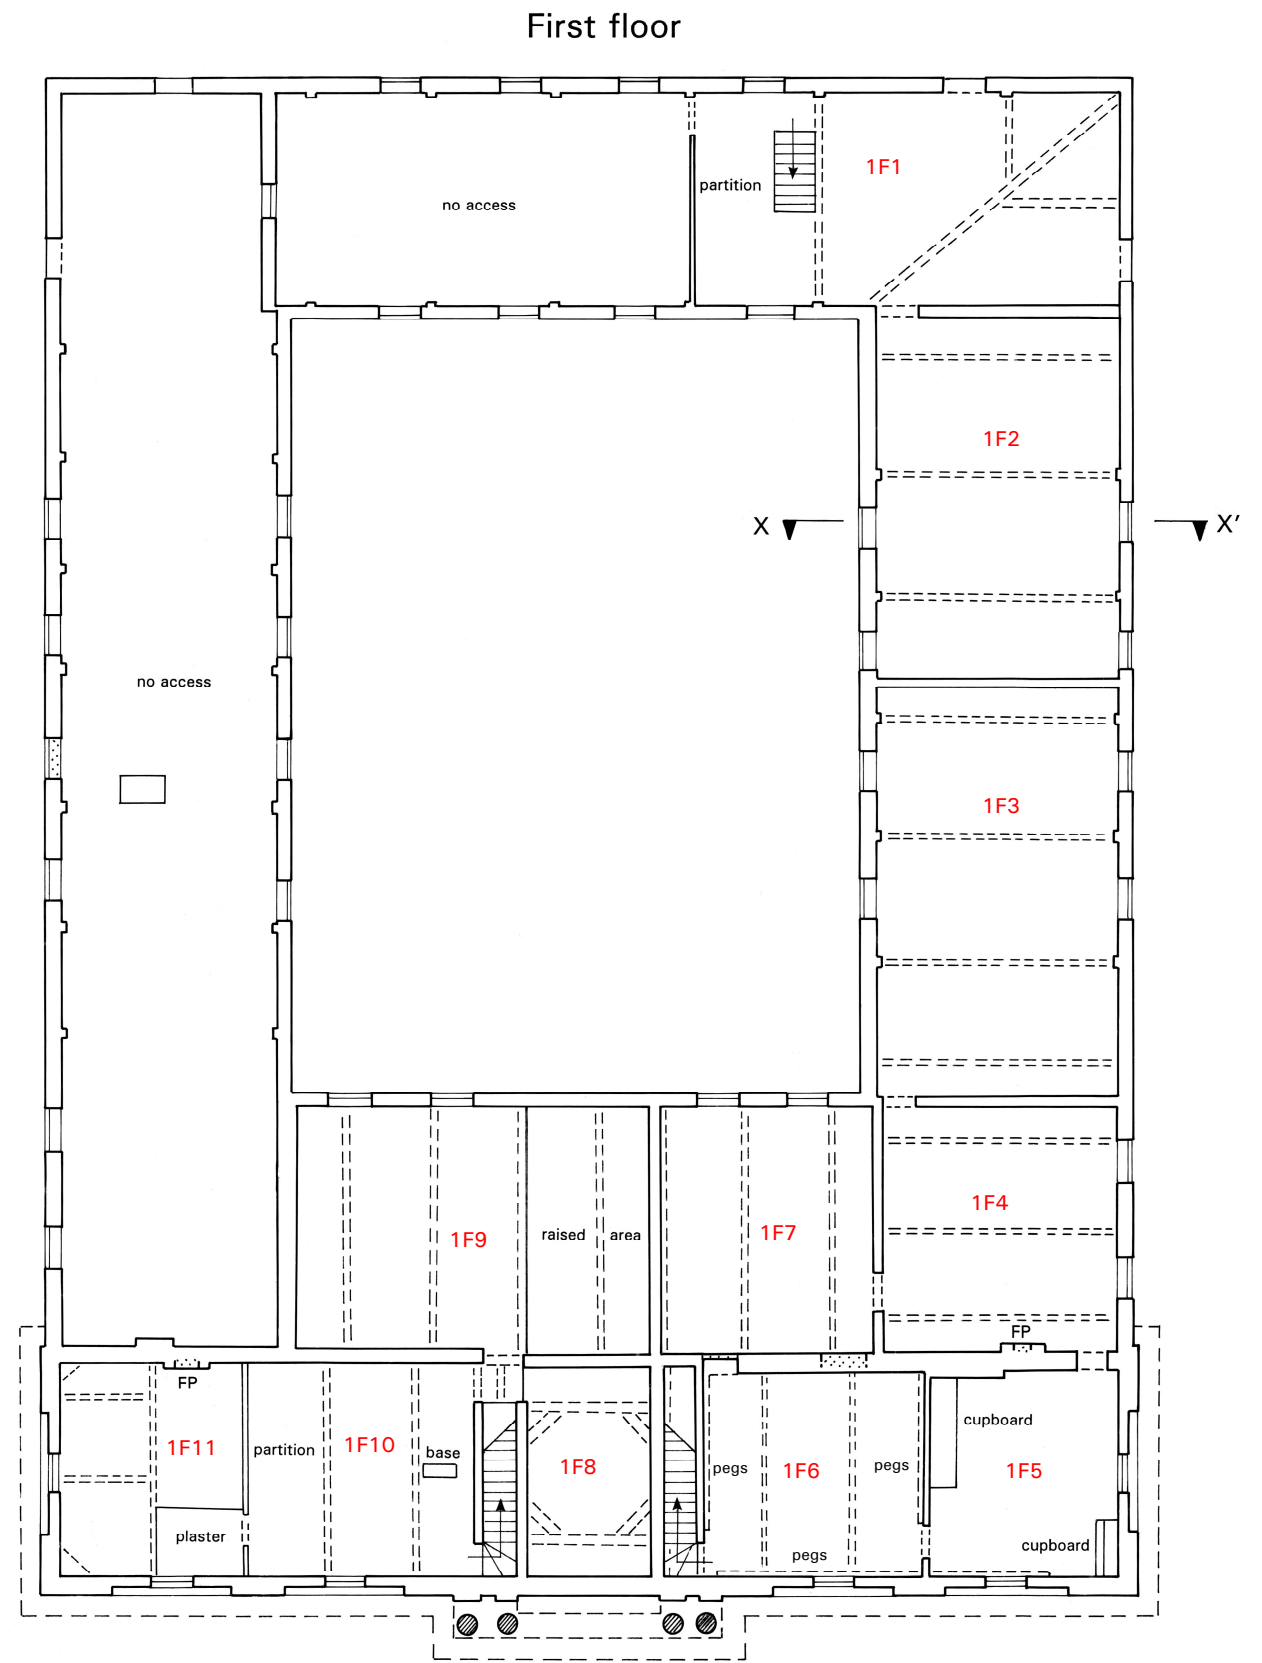 First floor
1F1
partition
no access
1F2
X
X'
no access
1F3
1F4
1F7
raised
area
1F9
FP
FP
cupboard
1F11
partition
1F10
base
1F8
pegs
1F6
pegs
1F5
plaster
cupboard
pegs